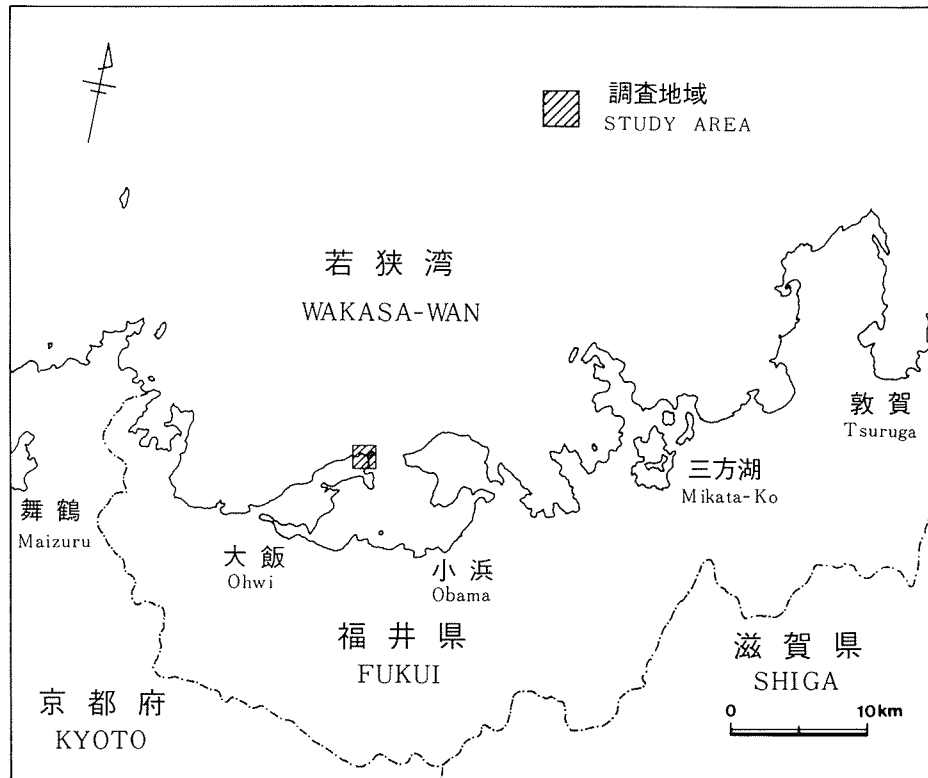 調査地域
STUDY AREA
若狭湾
WAKASA-WAN
敦賀
Tsuruga
三方湖
Mikata-Ko
舞鶴
Maizuru
大飯
Ohwi
小浜
Obama
福井県
FUKUI
滋賀県
SHIGA
京都府
KYOTO
0 10km